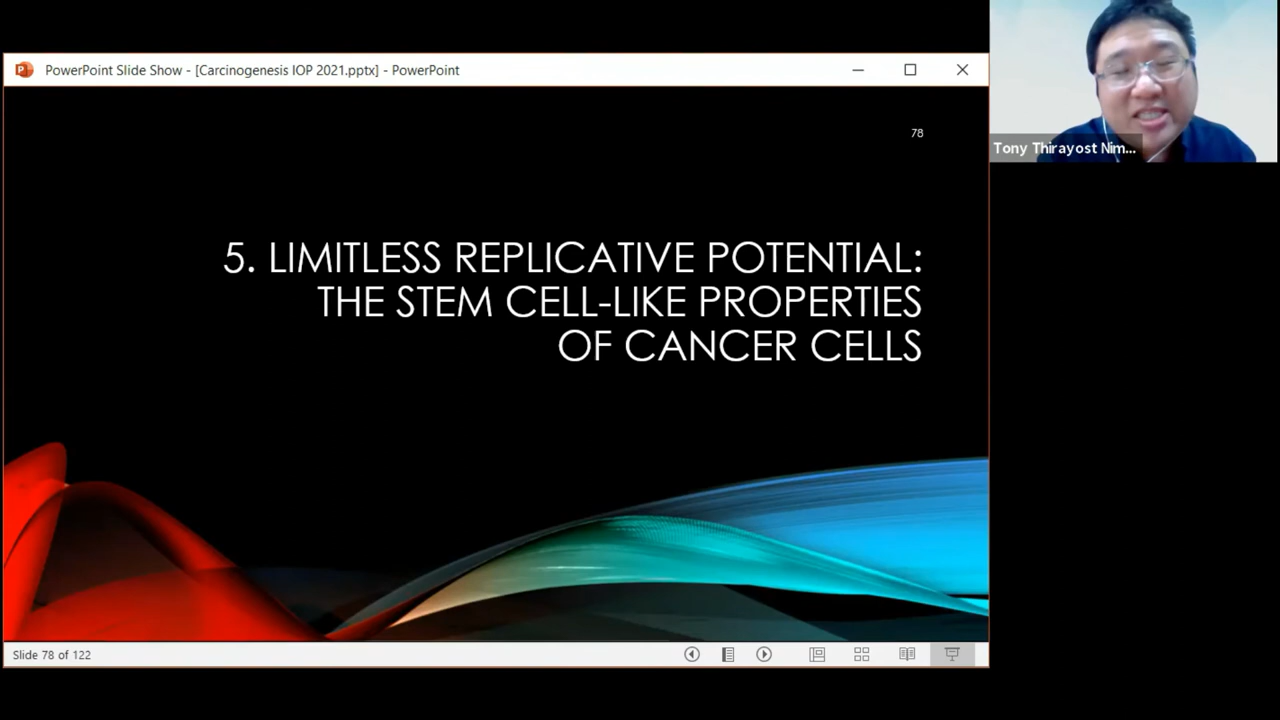 PowerPoint Slide Show - [Carcinogenesis IOP 2021.pptx] - PowerPoint
Tony Thirayost Nim...
78
5. LIMITLESS REPLICATIVE POTENTIAL:
THE STEM CELL-LIKE PROPERTIES
OF CANCER CELLS
Slide 78 of 122